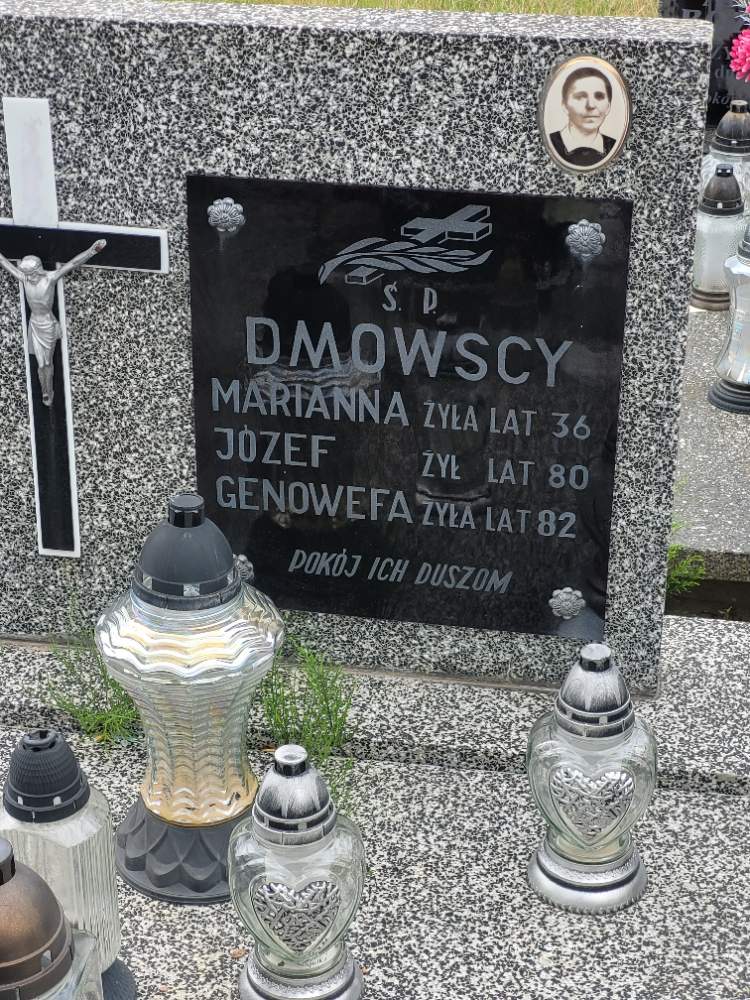 Ś. P.
DMOWSCY
MARIANNA ŻYŁA LAT 36
JÓZEF ŻYŁ LAT 80
GENOWEFA ŻYŁA LAT 82
POKÓJ ICH DUSZOM